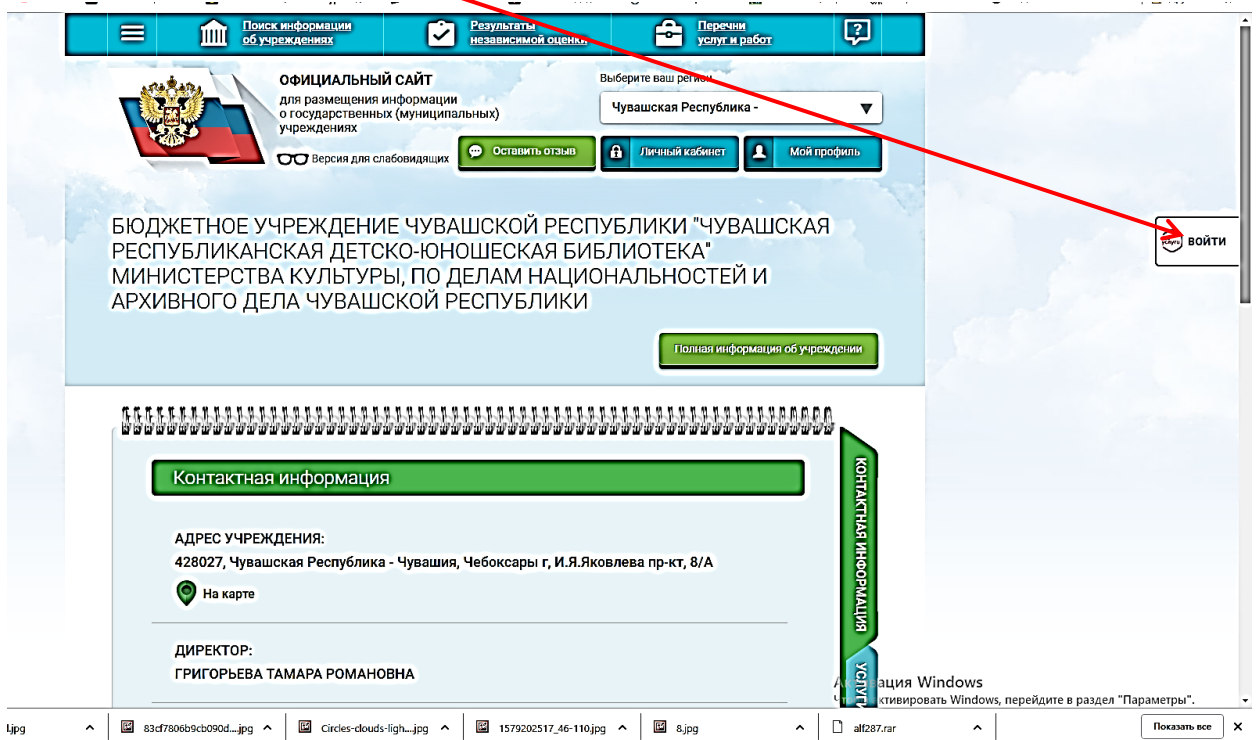 Поиск информации
об учреждениях
Результаты
независимой оценки
Перечни
услуг и работ
?
ОФИЦИАЛЬНЫЙ САЙТ
для размещения информации
о государственных (муниципальных)
учреждениях
Версия для слабовидящих
Выберите ваш регион
Чувашская Республика -
Оставить отзыв
Личный кабинет
Мой профиль
БЮДЖЕТНОЕ УЧРЕЖДЕНИЕ ЧУВАШСКОЙ РЕСПУБЛИКИ "ЧУВАШСКАЯ
РЕСПУБЛИКАНСКАЯ ДЕТСКО-ЮНОШЕСКАЯ БИБЛИОТЕКА"
МИНИСТЕРСТВА КУЛЬТУРЫ, ПО ДЕЛАМ НАЦИОНАЛЬНОСТЕЙ И
АРХИВНОГО ДЕЛА ЧУВАШСКОЙ РЕСПУБЛИКИ
ВОЙТИ
Полная информация об учреждении
Контактная информация
КОНТАКТНАЯ ИНФОРМАЦИЯ
АДРЕС УЧРЕЖДЕНИЯ:
428027, Чувашская Республика - Чувашия, Чебоксары г, И.Я.Яковлева пр-кт, 8/А
На карте
ДИРЕКТОР:
ГРИГОРЬЕВА ТАМАРА РОМАНОВНА
УСЛУГИ
Windows
Windows, перейдите в раздел "Параметры".
l.jpg
83cf7806b9cb090d....jpg
Circles-clouds-ligh....jpg
1579202517_46-110.jpg
8.jpg
alf287.rar
Показать все